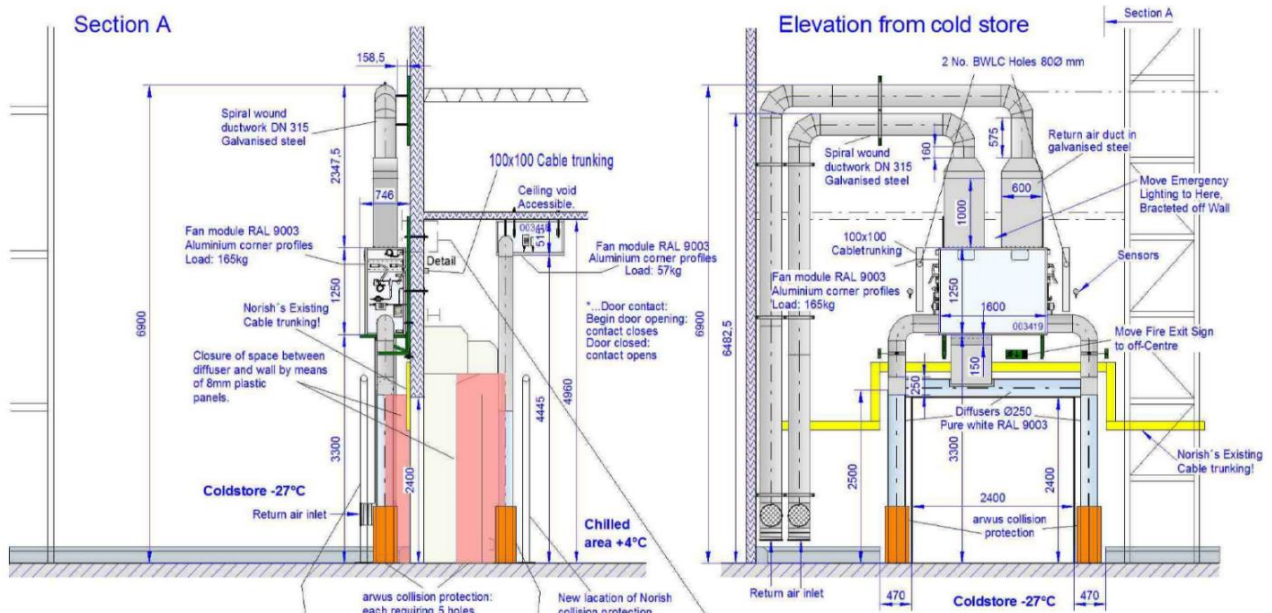 Section A
158,5
Spiral wound
ductwork DN 315
Galvanised steel
2347,5
746
100x100 Cable trunking
Ceiling void
Accessible.
Fan module RAL 9003
Aluminium corner profiles
Load: 165kg
Detail
Fan module RAL 9003
Aluminium corner profiles
Load: 57kg
1250
6900
Norish´s Existing
Cable trunking!
*...Door contact:
Begin door opening:
contact closes
Door closed:
contact opens
Closure of space between
diffuser and wall by means
of 8mm plastic
panels.
3300
2400
4445
4960
Coldstore -27°C
Return air inlet
Chilled
area +4°C
arwus collision protection:
each requiring 5 holes
New lacation of Norish
collision protection
Elevation from cold store
Section A
2 No. BWLC Holes 80Ø mm
Spiral wound
ductwork DN 315
Galvanised steel
160
575
Return air duct in
galvanised steel
600
1000
Move Emergency
Lighting to Here,
Bracteted off Wall
100x100
Cabletrunking
Sensors
Fan module RAL 9003
Aluminium corner profiles
Load: 165kg
1250
1600
003419
6900
6482,5
Move Fire Exit Sign
to off-Centre
150
250
Diffusers Ø250
Pure white RAL 9003
Norish´s Existing
Cable trunking!
2500
3300
2400
2400
arwus collision
protection
Return air inlet
470
470
Coldstore -27°C